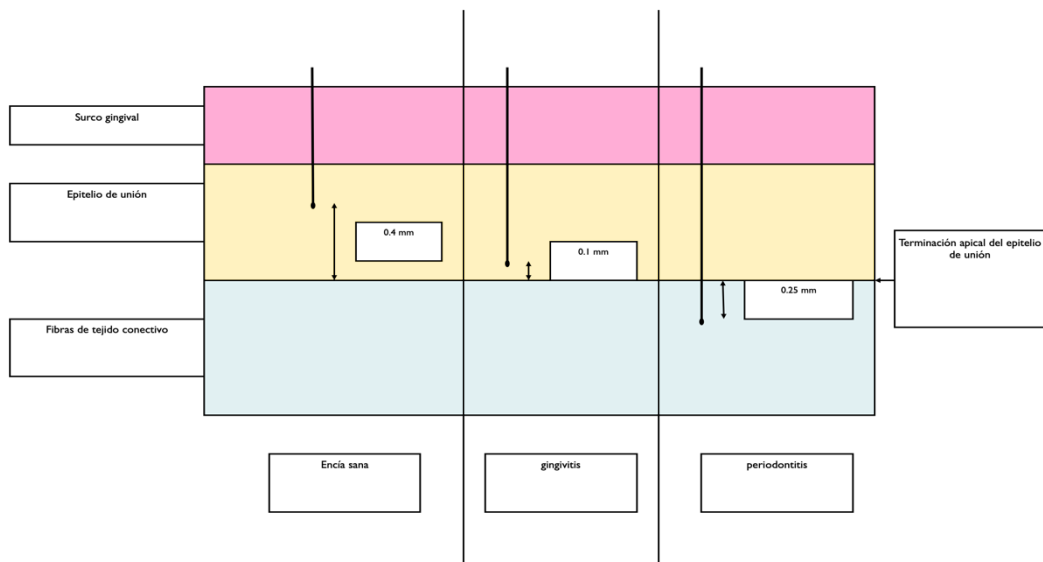 Surco gingival
Epitelio de unión
0.4 mm
0.1 mm
Terminación apical del epitelio
de unión
0.25 mm
Fibras de tejido conectivo
Encía sana
gingivitis
periodontitis